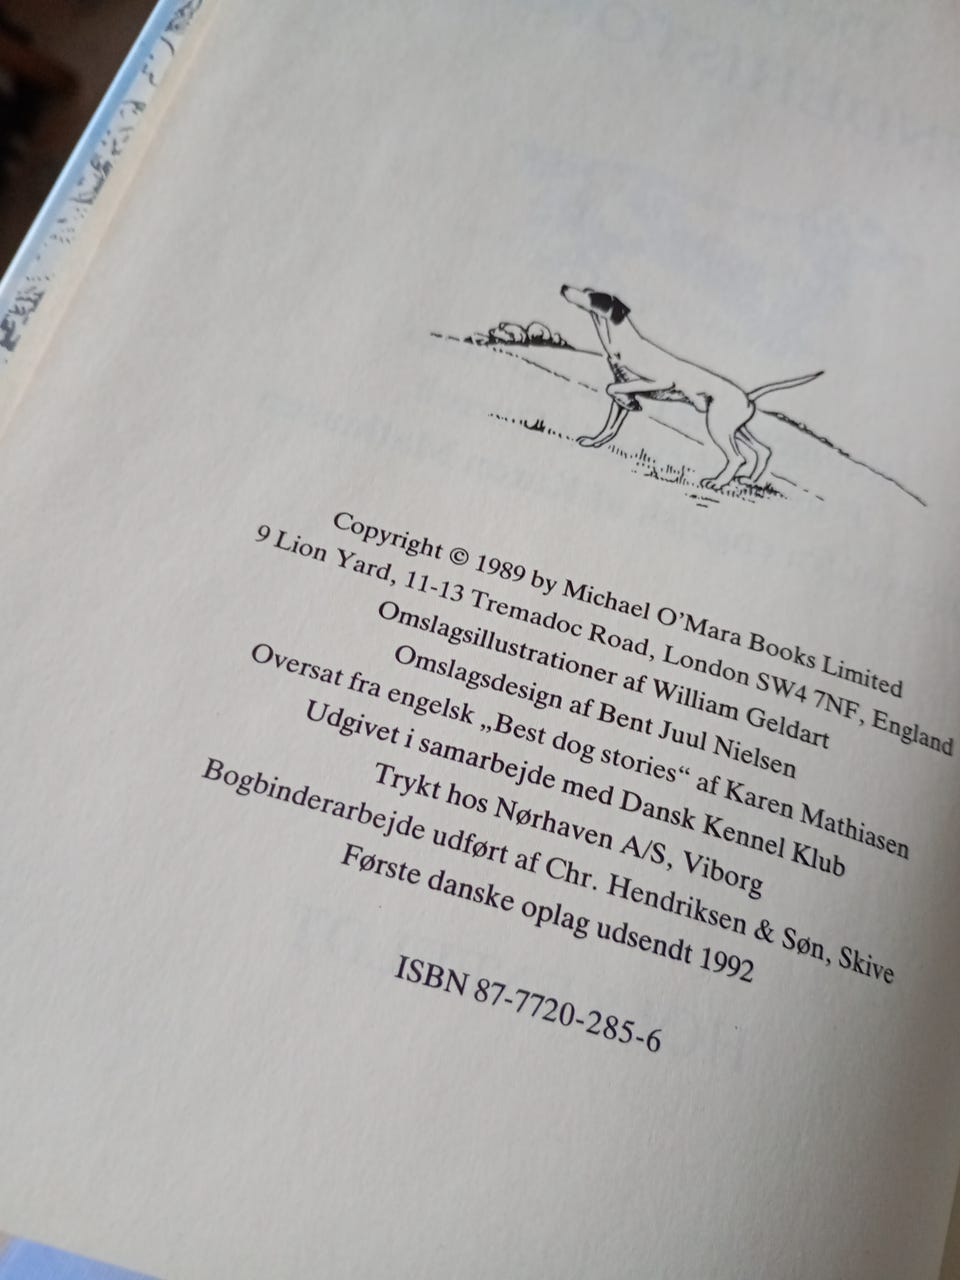 Copyright © 1989 by Michael O’Mara Books Limited
9 Lion Yard, 11-13 Tremadoc Road, London SW4 7NF, England
Omslagsillustrationer af William Geldart
Omslagsdesign af Bent Juul Nielsen
Oversat fra engelsk „Best dog stories“ af Karen Mathiasen
Udgivet i samarbejde med Dansk Kennel Klub
Trykt hos Nørhaven A/S, Viborg
Bogbinderarbejde udført af Chr. Hendriksen & Søn, Skive
Første danske oplag udsendt 1992
ISBN 87-7720-285-6